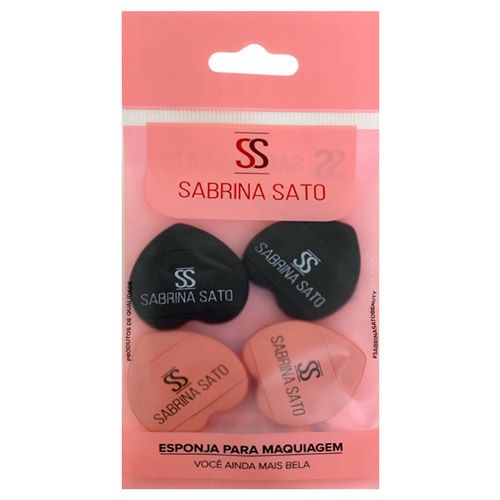 SS
SABRINA SATO
SS
SABRINA SATO
SS
SABRINA SATO
SS
SABRINA SATO
SS
SABRINA SATO
PRODUTOS DE QUALIDADE
#SABRINASATOBEAUTY
ESPONJA PARA MAQUIAGEM
VOCÊ AINDA MAIS BELA